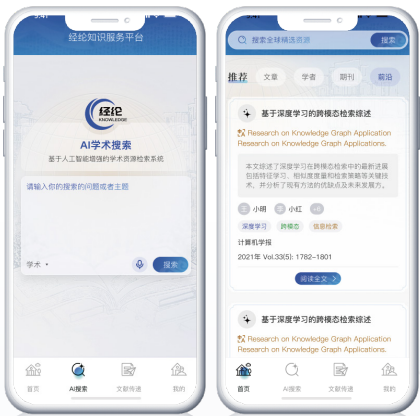 9:41
经纶知识服务平台
经纶
KNOWLEDGE
AI学术搜索
基于人工智能增强的学术资源检索系统
请输入你的搜索的问题或者主题
学术
搜索
首页
AI搜索
文献传递
我的
9:41
搜索全球精选资源
搜索
推荐 文章 学者 期刊 前沿
基于深度学习的跨模态检索综述
Research on Knowledge Graph Application
Research on Knowledge Graph Applications.
本文综述了深度学习在跨模态检索中的最新进展
包括特征学习、相似度度量和检索策略等关键技
术，并分析了现有方法的优缺点及未来发展方。
小明 小红 +6
深度学习 跨模态 信息检索
计算机学报
2021年 Vol.33(5): 1782-1801
阅读全文
基于深度学习的跨模态检索综述
Research on Knowledge Graph Application
Research on Knowledge Graph Applications.
首页
AI搜索
文献传递
我的